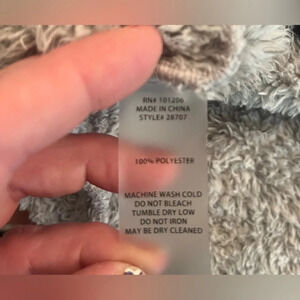 RN# 101206
MADE IN CHINA
STYLE# 28707
100% POLYESTER
MACHINE WASH COLD
DO NOT BLEACH
TUMBLE DRY LOW
DO NOT IRON
MAY BE DRY CLEANED